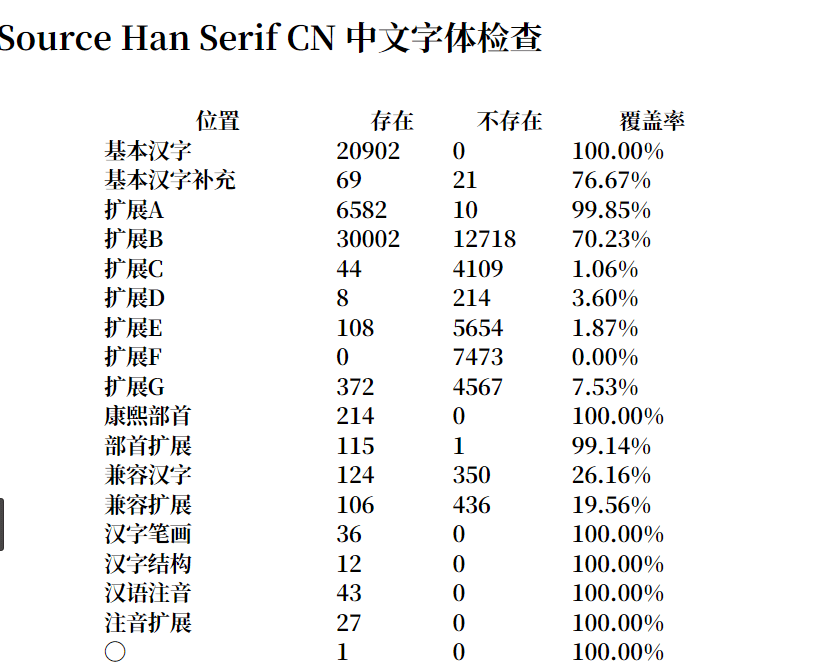 Source Han Serif CN 中文字体检查
位置 存在 不存在 覆盖率
基本汉字 20902 0 100.00%
基本汉字补充 69 21 76.67%
扩展A 6582 10 99.85%
扩展B 30002 12718 70.23%
扩展C 44 4109 1.06%
扩展D 8 214 3.60%
扩展E 108 5654 1.87%
扩展F 0 7473 0.00%
扩展G 372 4567 7.53%
康熙部首 214 0 100.00%
部首扩展 115 1 99.14%
兼容汉字 124 350 26.16%
兼容扩展 106 436 19.56%
汉字笔画 36 0 100.00%
汉字结构 12 0 100.00%
汉语注音 43 0 100.00%
注音扩展 27 0 100.00%
〇 1 0 100.00%